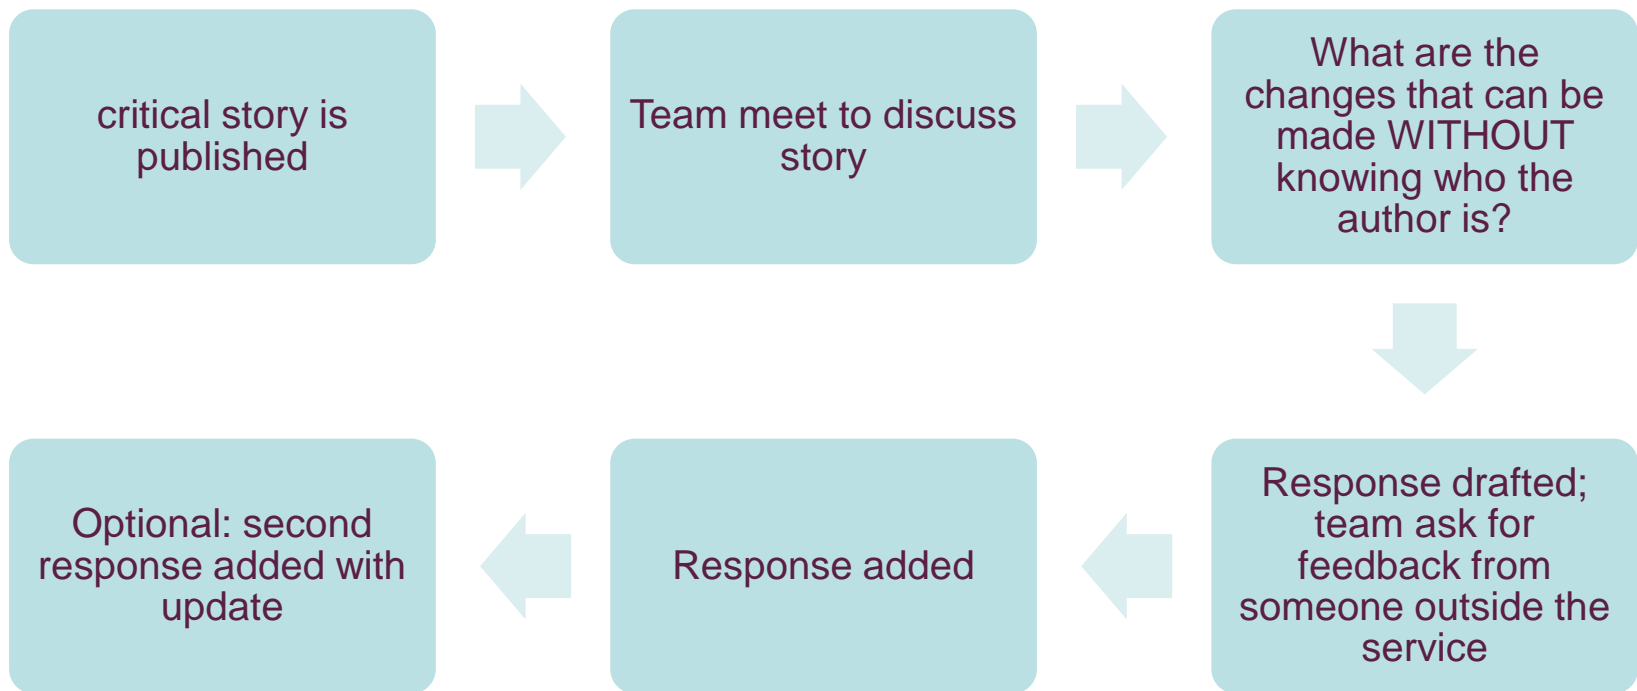 critical story is
published
Team meet to discuss
story
What are the
changes that can be
made WITHOUT
knowing who the
author is?
Response drafted;
team ask for
feedback from
someone outside the
service
Response added
Optional: second
response added with
update